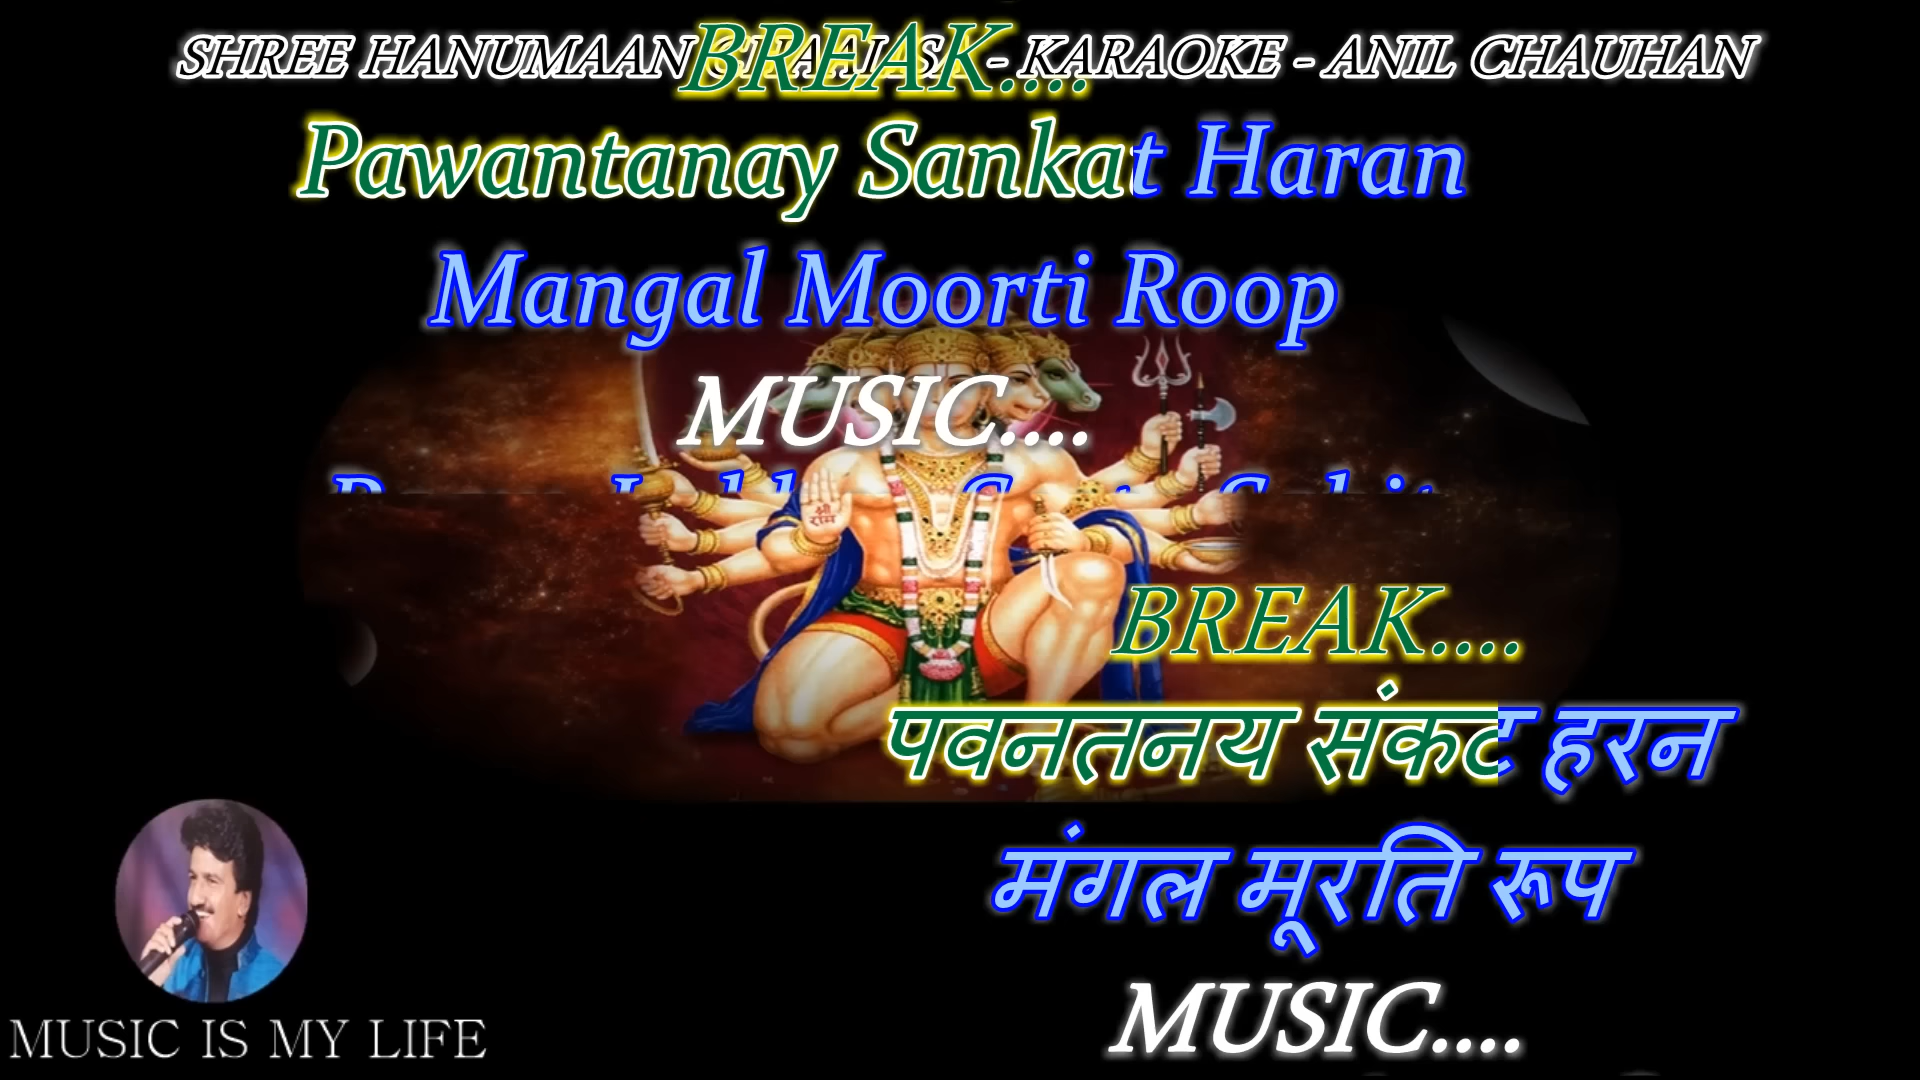 SHREE HANUMAAN - KARAOKE - ANIL CHAUHAN
BREAK....
Pawantanay Sankat Haran
Mangal Moorti Roop
MUSIC....
श्री
राम
BREAK....
पवनतनय संकट हरन
मंगल मूरति रूप
MUSIC....
MUSIC IS MY LIFE